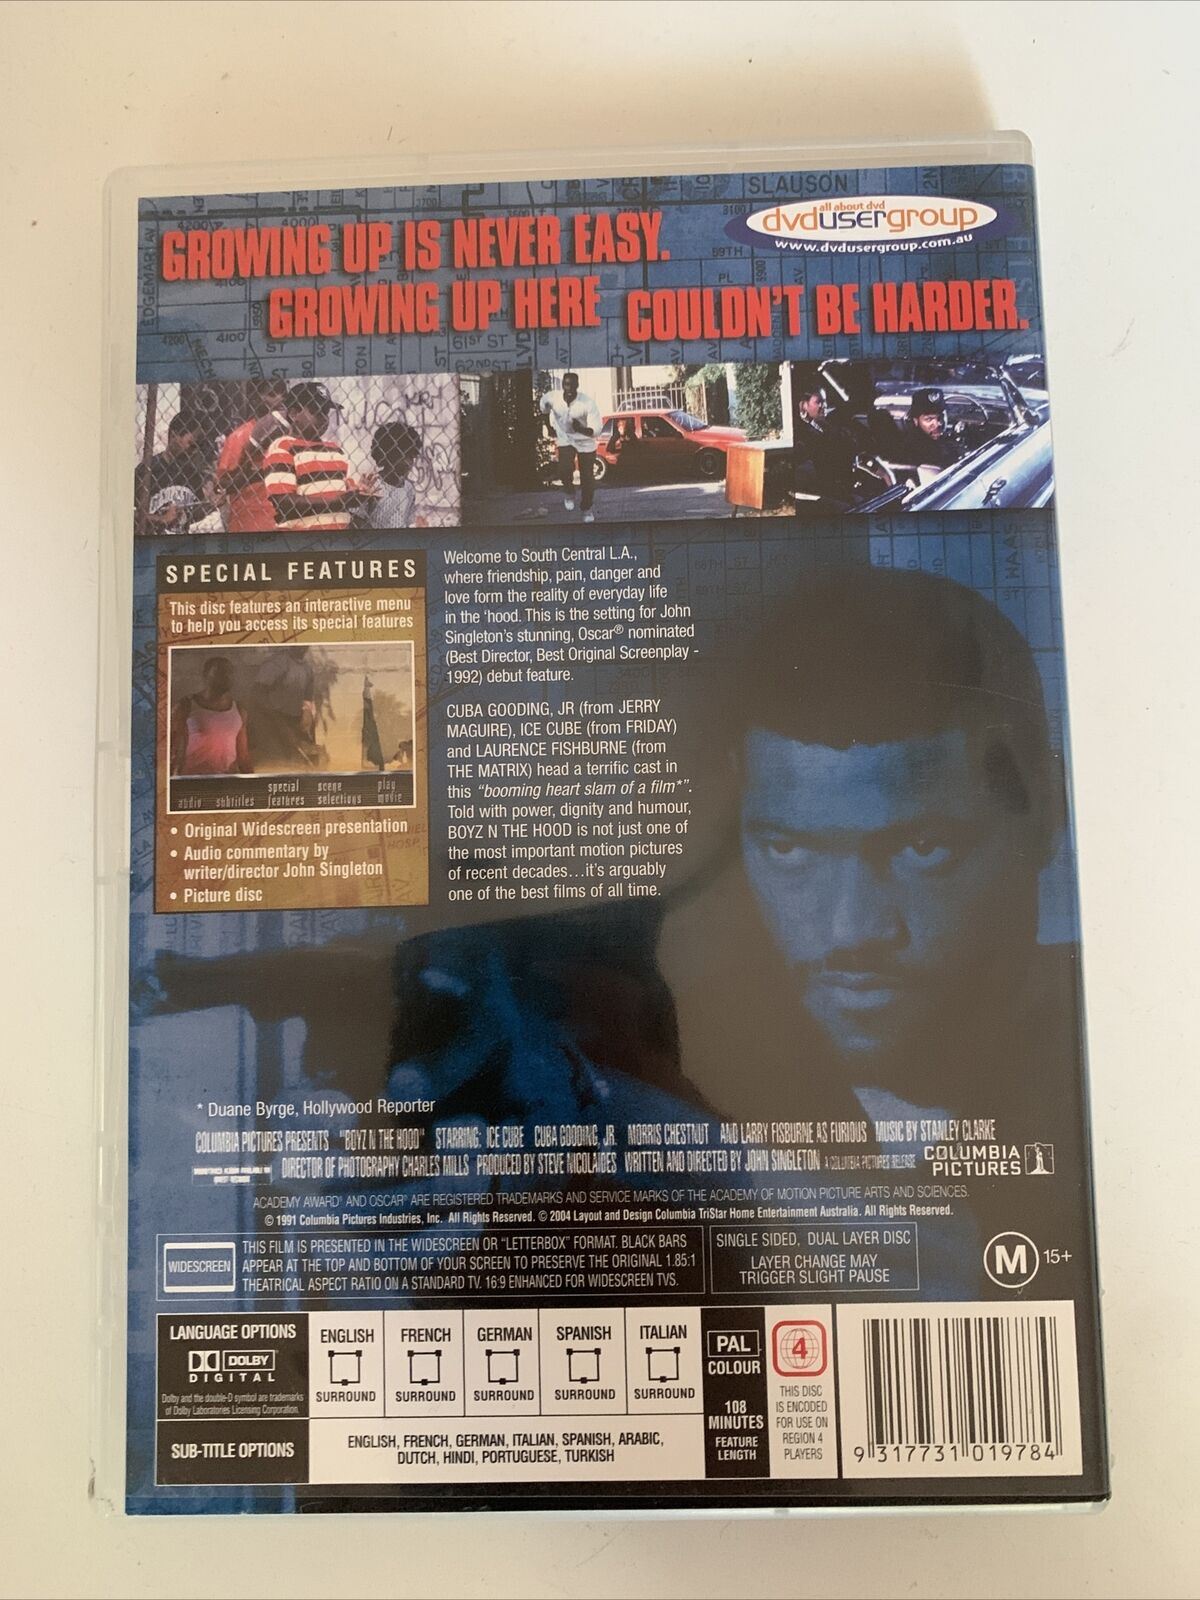 SLAUSON
all about dvd
dvdusergroup
www.dvdusergroup.com.au
GROWING UP IS NEVER EASY.
GROWING UP HERE COULDN'T BE HARDER.
EDGEMAR AV
4200
4000
3700
3100
4100
4200
4100
ST
61ST ST
62ND ST
59TH
PL
SPECIAL FEATURES
This disc features an interactive menu
to help you access its special features
audio subtitles special features scene selections play movie
• Original Widescreen presentation
• Audio commentary by
writer/director John Singleton
• Picture disc
Welcome to South Central L.A.,
where friendship, pain, danger and
love form the reality of everyday life
in the 'hood. This is the setting for John
Singleton's stunning, Oscar® nominated
(Best Director, Best Original Screenplay -
1992) debut feature.
CUBA GOODING, JR (from JERRY
MAGUIRE), ICE CUBE (from FRIDAY)
and LAURENCE FISHBURNE (from
THE MATRIX) head a terrific cast in
this "booming heart slam of a film*".
Told with power, dignity and humour,
BOYZ N THE HOOD is not just one of
the most important motion pictures
of recent decades...it's arguably
one of the best films of all time.
* Duane Byrge, Hollywood Reporter
COLUMBIA PICTURES PRESENTS "BOYZ N THE HOOD" STARRING: ICE CUBE CUBA GOODING, JR. MORRIS CHESTNUT AND LARRY FISBURNE AS FURIOUS MUSIC BY STANLEY CLARKE
DIRECTOR OF PHOTOGRAPHY CHARLES MILLS PRODUCED BY STEVE NICOLAIDES WRITTEN AND DIRECTED BY JOHN SINGLETON A COLUMBIA PICTURES RELEASE
COLUMBIA
PICTURES
ACADEMY AWARD® AND OSCAR® ARE REGISTERED TRADEMARKS AND SERVICE MARKS OF THE ACADEMY OF MOTION PICTURE ARTS AND SCIENCES.
© 1991 Columbia Pictures Industries, Inc. All Rights Reserved. © 2004 Layout and Design Columbia TriStar Home Entertainment Australia. All Rights Reserved.
WIDESCREEN
THIS FILM IS PRESENTED IN THE WIDESCREEN OR "LETTERBOX" FORMAT. BLACK BARS
APPEAR AT THE TOP AND BOTTOM OF YOUR SCREEN TO PRESERVE THE ORIGINAL 1.85:1
THEATRICAL ASPECT RATIO ON A STANDARD TV. 16:9 ENHANCED FOR WIDESCREEN TVS.
SINGLE SIDED, DUAL LAYER DISC
LAYER CHANGE MAY
TRIGGER SLIGHT PAUSE
M 15+
LANGUAGE OPTIONS
DOLBY
DIGITAL
Dolby and the double-D symbol are trademarks
of Dolby Laboratories Licensing Corporation.
ENGLISH FRENCH GERMAN SPANISH ITALIAN
SURROUND SURROUND SURROUND SURROUND SURROUND
SUB-TITLE OPTIONS
ENGLISH, FRENCH, GERMAN, ITALIAN, SPANISH, ARABIC,
DUTCH, HINDI, PORTUGUESE, TURKISH
PAL
COLOUR
108
MINUTES
FEATURE
LENGTH
4
THIS DISC
IS ENCODED
FOR USE ON
REGION 4
PLAYERS
9 317731 019784